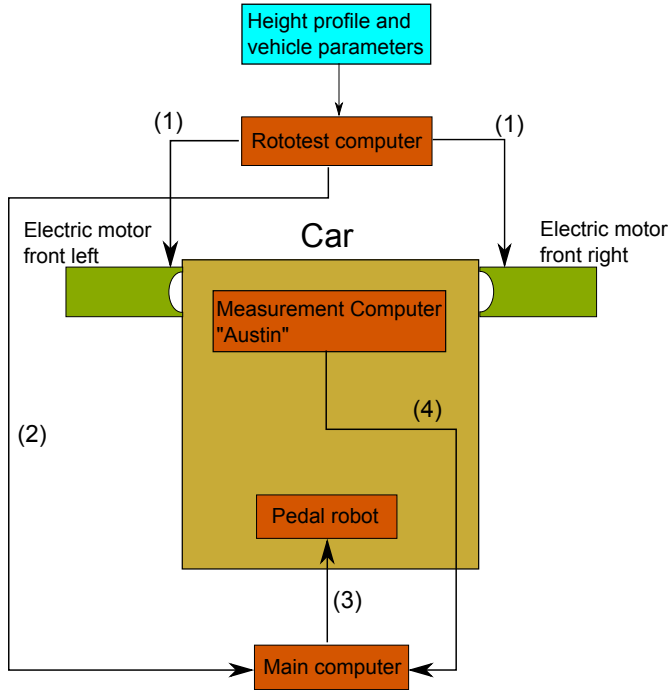 Height profile and
vehicle parameters
(1)
(1)
Rototest computer
Electric motor
front left
Car
Electric motor
front right
Measurement Computer
"Austin"
(4)
(2)
Pedal robot
(3)
Main computer